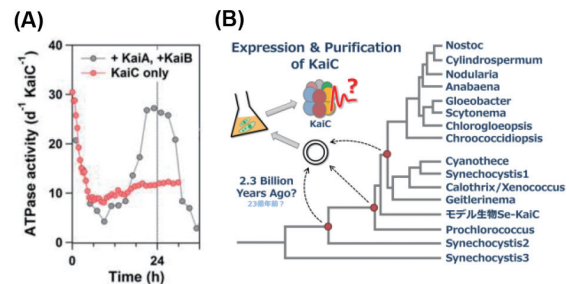 (A)
ATPase activity (d⁻¹ KaiC⁻¹)
40
30
20
10
0
+ KaiA, +KaiB
KaiC only
0
24
Time (h)
(B)
Expression & Purification
of KaiC
?
KaiC
2.3 Billion
Years Ago?
23億年前？
Nostoc
Cylindrospermum
Nodularia
Anabaena
Gloeobacter
Scytonema
Chlorogloeopsis
Chroococcidiopsis
Cyanothece
Synechocystis1
Calothrix/Xenococcus
Geitlerinema
モデル生物Se-KaiC
Prochlorococcus
Synechocystis2
Synechocystis3